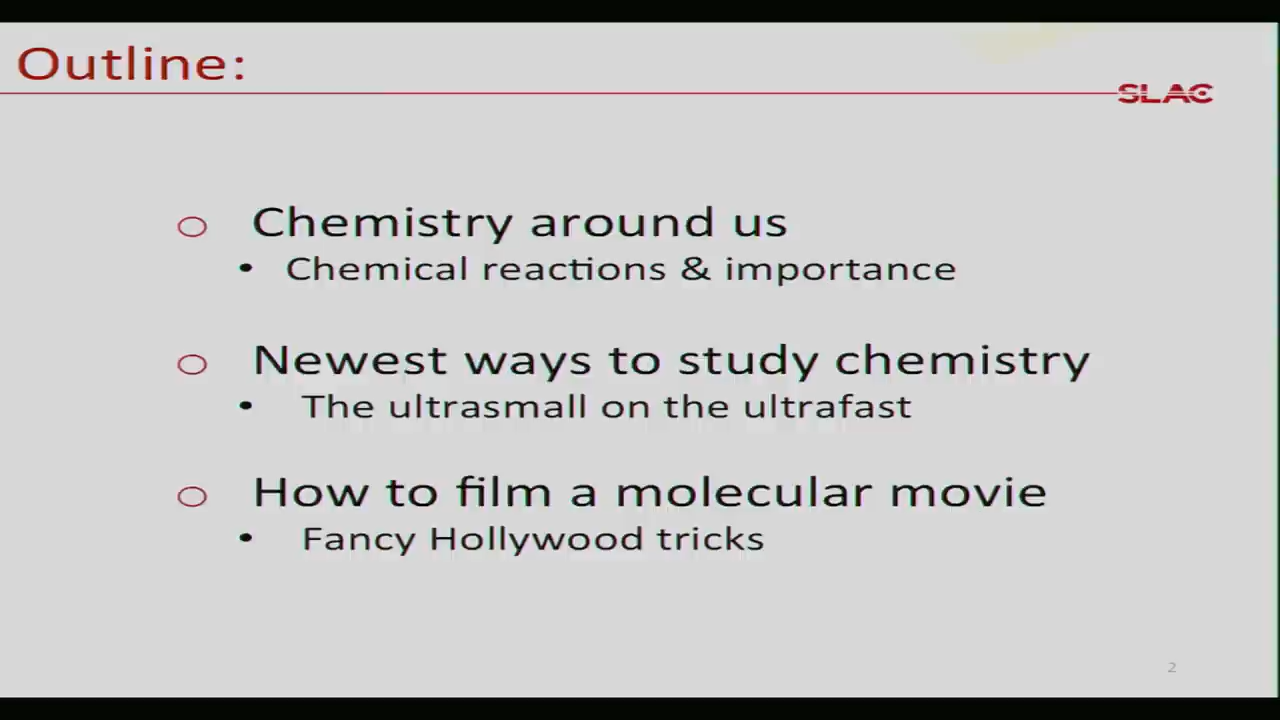 Outline:
SLAC
Chemistry around us
• Chemical reactions & importance
Newest ways to study chemistry
• The ultrasmall on the ultrafast
How to film a molecular movie
• Fancy Hollywood tricks
2